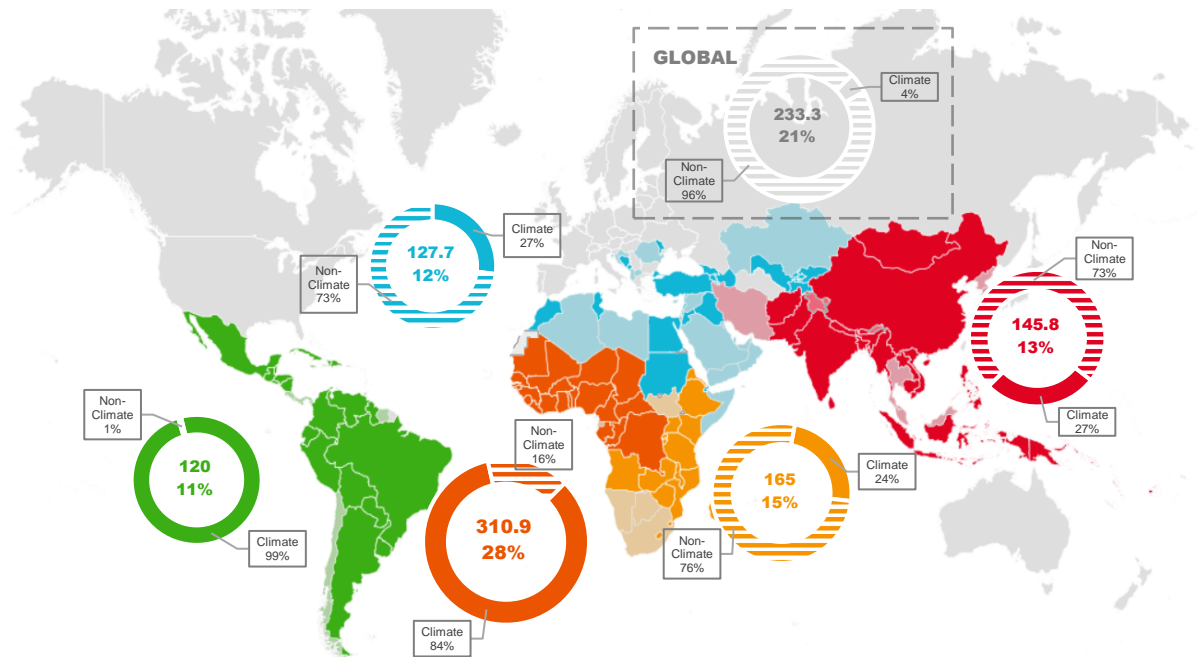 GLOBAL
Climate
4%
233.3
21%
Non-
Climate
96%
Climate
27%
127.7
12%
Non-
Climate
73%
Non-
Climate
73%
145.8
13%
Climate
27%
Non-
Climate
1%
120
11%
Climate
99%
Non-
Climate
16%
310.9
28%
Climate
84%
165
15%
Climate
24%
Non-
Climate
76%